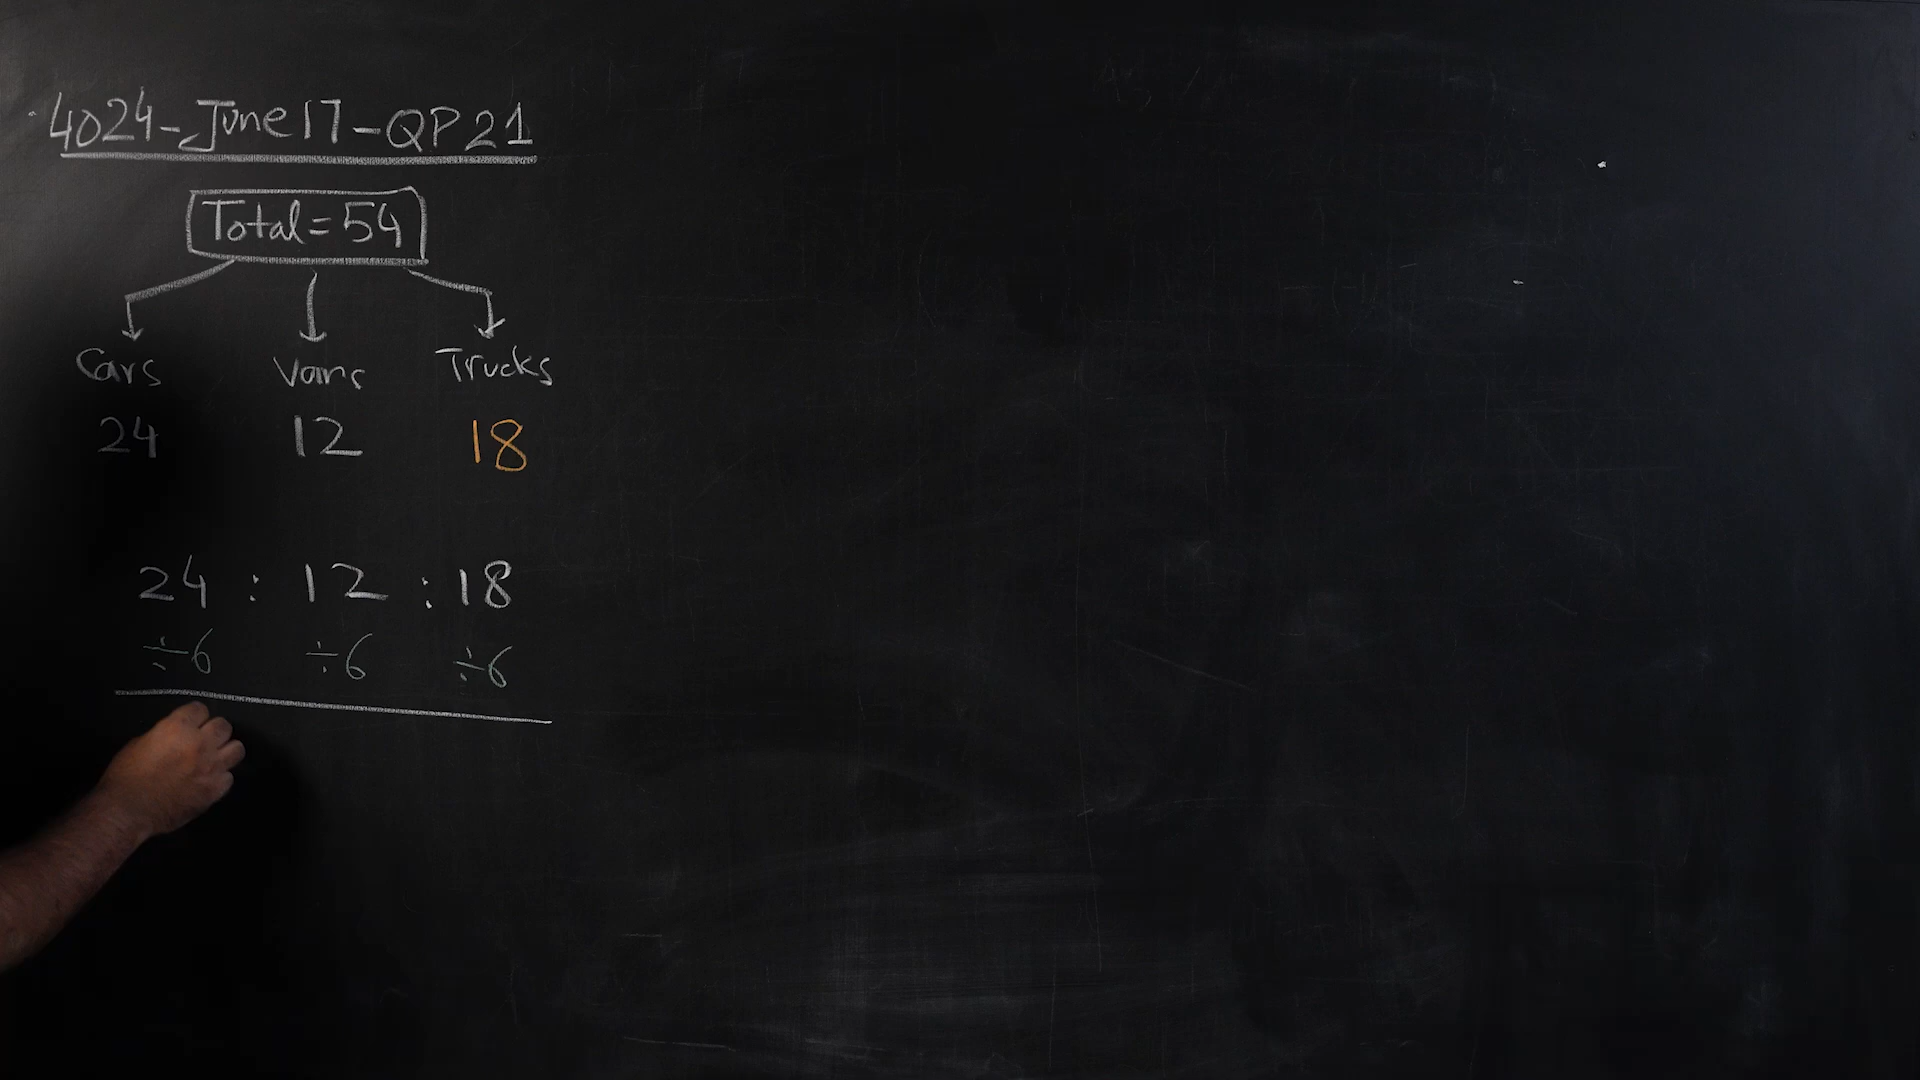 4024-June17-QP21
Total=54
Cars Vans Trucks
24 12 18
24 : 12 : 18
÷6 ÷6 ÷6